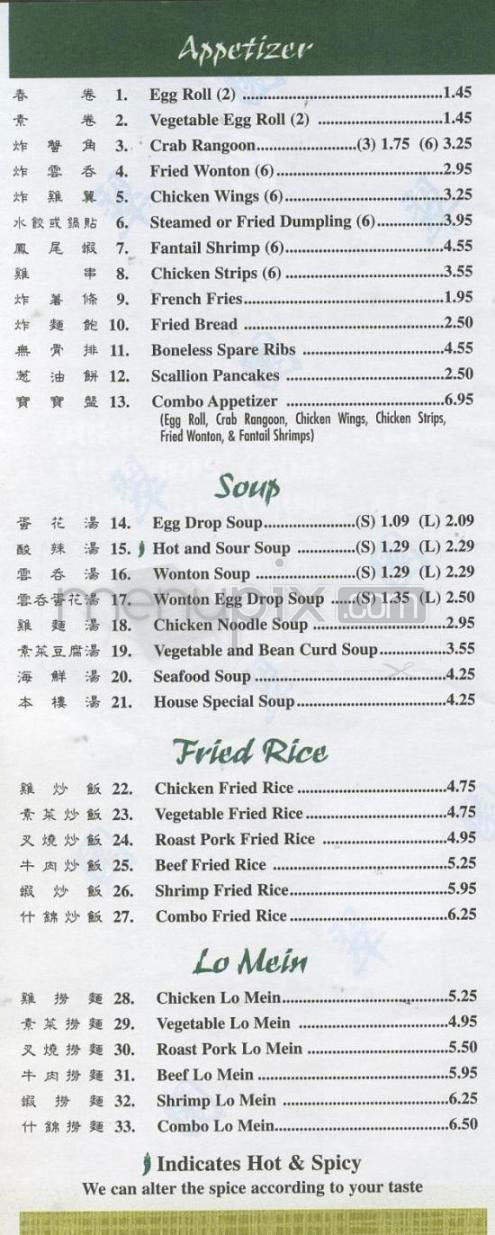 Appetizer
春 卷 1. Egg Roll (2) 1.45
素 卷 2. Vegetable Egg Roll (2) 1.45
炸 蟹 角 3. Crab Rangoon (3) 1.75 (6) 3.25
炸 雲 吞 4. Fried Wonton (6) 2.95
炸 雞 翼 5. Chicken Wings (6) 3.25
水餃或鍋貼 6. Steamed or Fried Dumpling (6) 3.95
鳳 尾 蝦 7. Fantail Shrimp (6) 4.55
雞 串 8. Chicken Strips (6) 3.55
炸 薯 條 9. French Fries 1.95
炸 麵 飽 10. Fried Bread 2.50
無 骨 排 11. Boneless Spare Ribs 4.55
葱 油 餅 12. Scallion Pancakes 2.50
寶 寶 盤 13. Combo Appetizer 6.95
(Egg Roll, Crab Rangoon, Chicken Wings, Chicken Strips,
Fried Wonton, & Fantail Shrimps)
Soup
蛋 花 湯 14. Egg Drop Soup (S) 1.09 (L) 2.09
酸 辣 湯 15. Hot and Sour Soup (S) 1.29 (L) 2.29
雲 吞 湯 16. Wonton Soup (S) 1.29 (L) 2.29
雲吞蛋花湯 17. Wonton Egg Drop Soup (S) 1.35 (L) 2.50
menupix.com
雞 麵 湯 18. Chicken Noodle Soup 2.95
素菜豆腐湯 19. Vegetable and Bean Curd Soup 3.55
海 鮮 湯 20. Seafood Soup 4.25
本 樓 湯 21. House Special Soup 4.25
Fried Rice
雞 炒 飯 22. Chicken Fried Rice 4.75
素菜炒飯 23. Vegetable Fried Rice 4.75
叉燒炒飯 24. Roast Pork Fried Rice 4.95
牛肉炒飯 25. Beef Fried Rice 5.25
蝦 炒 飯 26. Shrimp Fried Rice 5.95
什錦炒飯 27. Combo Fried Rice 6.25
Lo Mein
雞 撈 麵 28. Chicken Lo Mein 5.25
素菜撈麵 29. Vegetable Lo Mein 4.95
叉燒撈麵 30. Roast Pork Lo Mein 5.50
牛肉撈麵 31. Beef Lo Mein 5.95
蝦 撈 麵 32. Shrimp Lo Mein 6.25
什錦撈麵 33. Combo Lo Mein 6.50
Indicates Hot & Spicy
We can alter the spice according to your taste